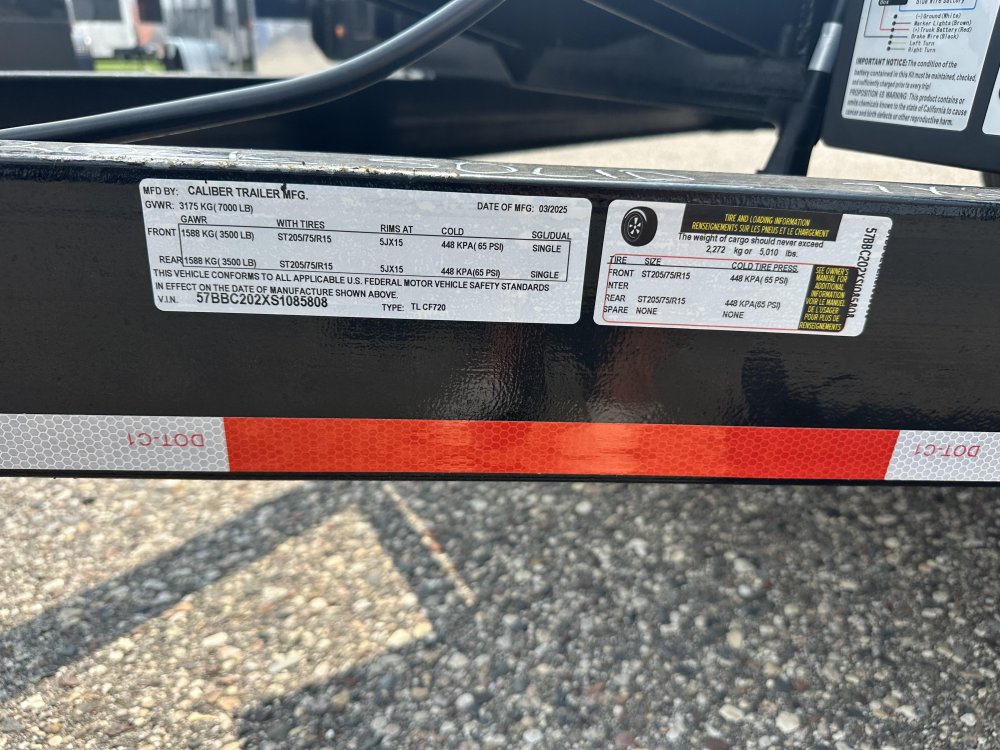 Blue Wire Battery
(-)Ground(White)
Marker Lights(Brown)
(+)Truck Battery(Red)
Brake Wire(Black)
Left Turn
Right Turn
IMPORTANT NOTICE: The condition of the
battery contained in this Kit must be maintained, checked,
and sufficiently charged prior to every trip!
PROPOSITION 65 WARNING: This product contains or
emits chemicals known to the state of California to cause
cancer and birth defects or other reproductive harm.
MFD BY: CALIBER TRAILER MFG.
GVWR: 3175 KG( 7000 LB) DATE OF MFG: 03/2025
GAWR WITH TIRES RIMS AT COLD SGL/DUAL
FRONT 1588 KG( 3500 LB) ST205/75/R15 5JX15 448 KPA( 65 PSI) SINGLE
REAR 1588 KG( 3500 LB) ST205/75/R15 5JX15 448 KPA(65 PSI) SINGLE
THIS VEHICLE CONFORMS TO ALL APPLICABLE U.S. FEDERAL MOTOR VEHICLE SAFETY STANDARDS
IN EFFECT ON THE DATE OF MANUFACTURE SHOWN ABOVE.
V.I.N. 57BBC202XS1085808 TYPE: TL CF720
TIRE AND LOADING INFORMATION
RENSEIGNEMENTS SUR LES PNEUS ET LE CHARGEMENT
The weight of cargo should never exceed
2,272 kg or 5,010 lbs.
TIRE SIZE COLD TIRE PRESS.
FRONT ST205/75/R15 448 KPA( 65 PSI)
NTER
REAR ST205/75/R15 448 KPA(65 PSI)
SPARE NONE NONE
SEE OWNER'S
MANUAL FOR
ADDITIONAL
INFORMATION
VOIR LE MANUEL
DE L'USAGER
POUR PLUS DE
RENSEIGNEMENTS
57BBC202XS1085808
DOT-C1
DOT-C1